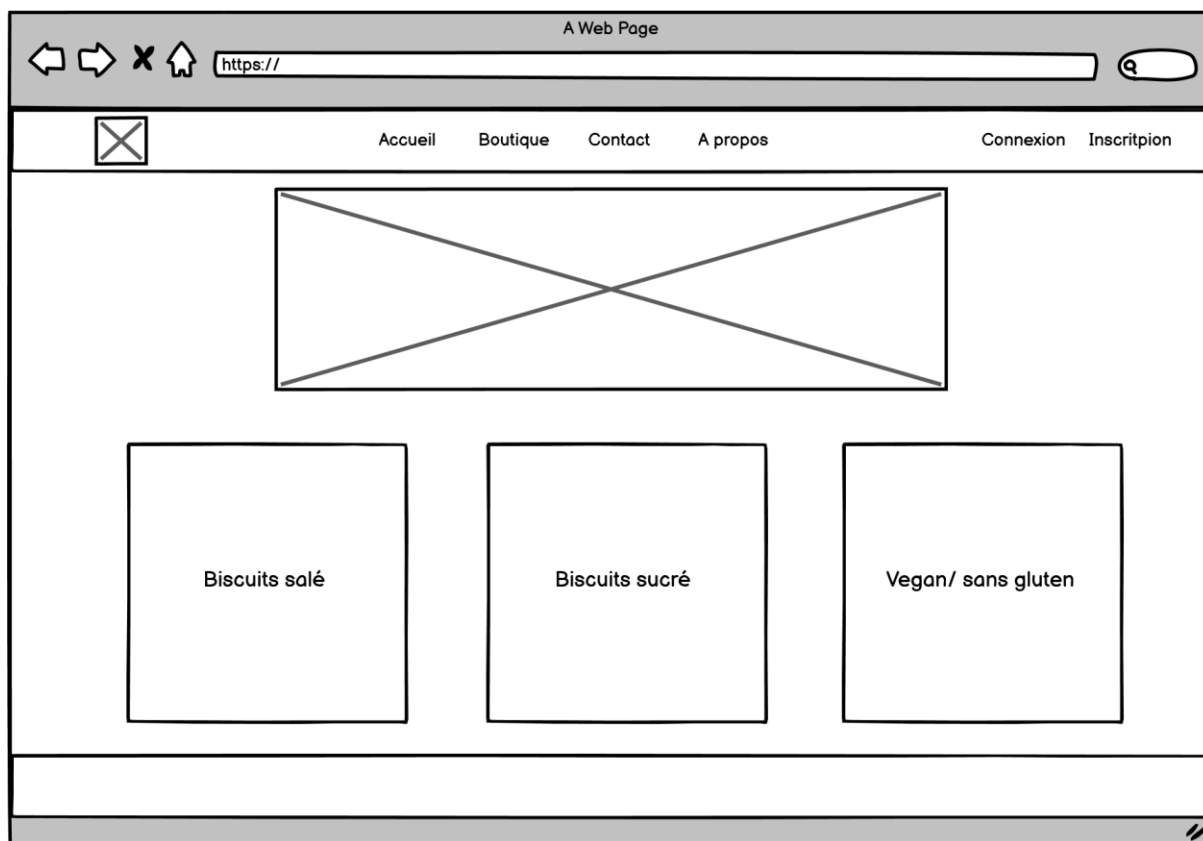 A Web Page
https://
Accueil Boutique Contact A propos Connexion Inscritpion
Biscuits salé Biscuits sucré Vegan/ sans gluten